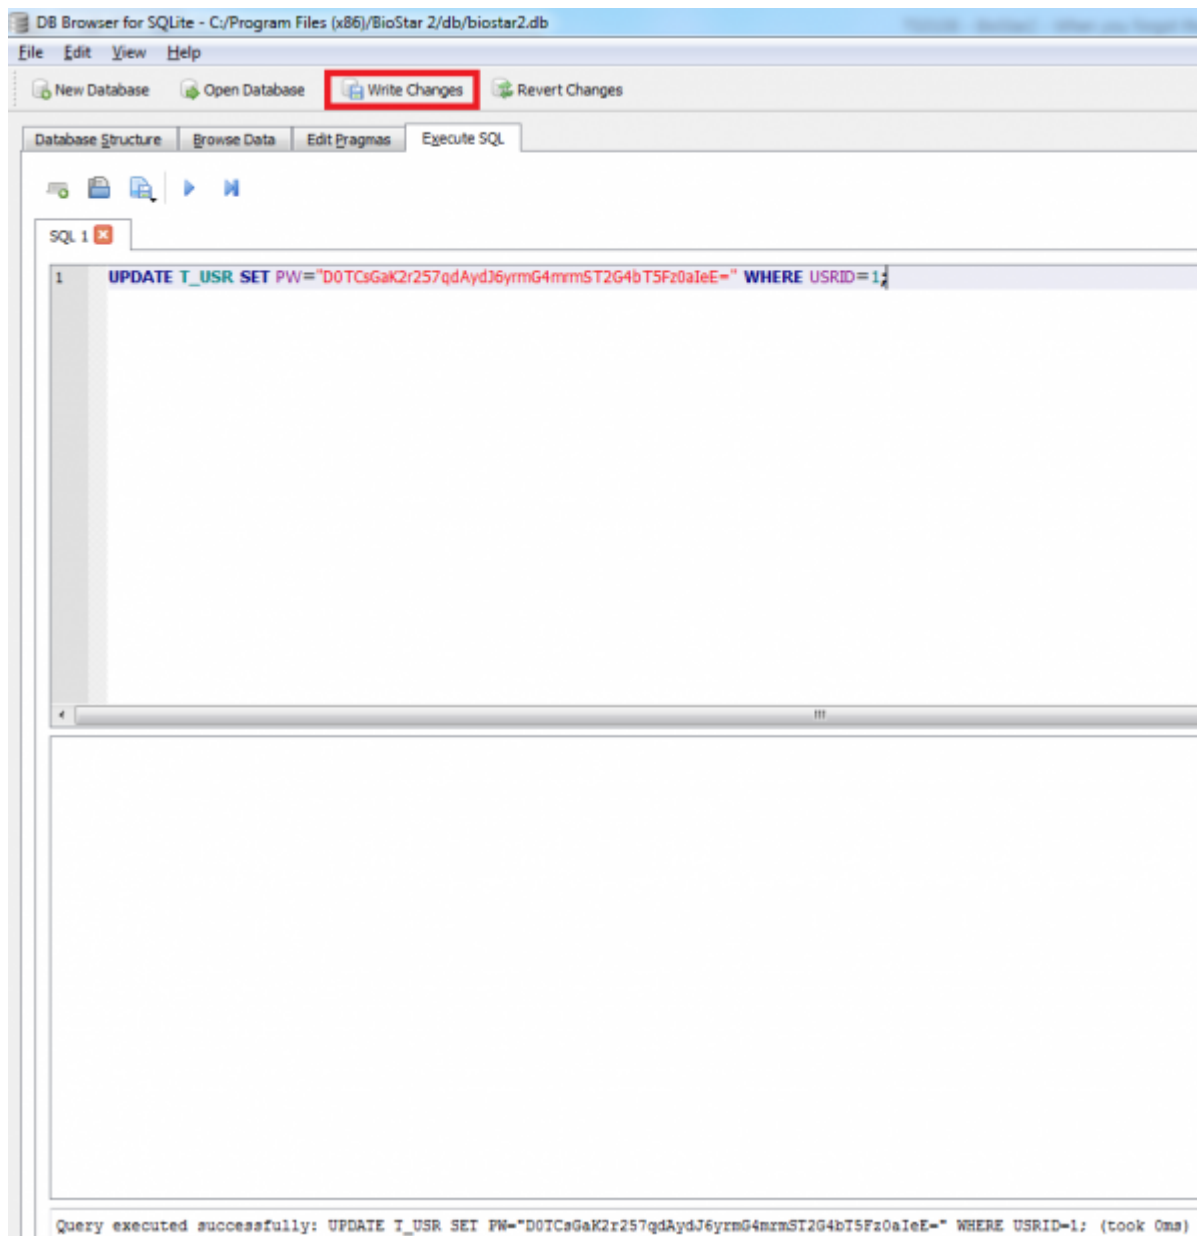 DB Browser for SQLite - C:/Program Files (x86)/BioStar 2/db/biostar2.db
File Edit View Help
New Database Open Database Write Changes Revert Changes
Database Structure Browse Data Edit Pragmas Execute SQL
SQL 1
1 UPDATE T_USR SET PW="D0TCsGaK2r257qdAydJ6yrmG4mrmST2G4bT5Fz0aIeE=" WHERE USRID=1;
Query executed successfully: UPDATE T_USR SET PW="D0TCsGaK2r257qdAydJ6yrmG4mrmST2G4bT5Fz0aIeE=" WHERE USRID=1; (took 0ms)